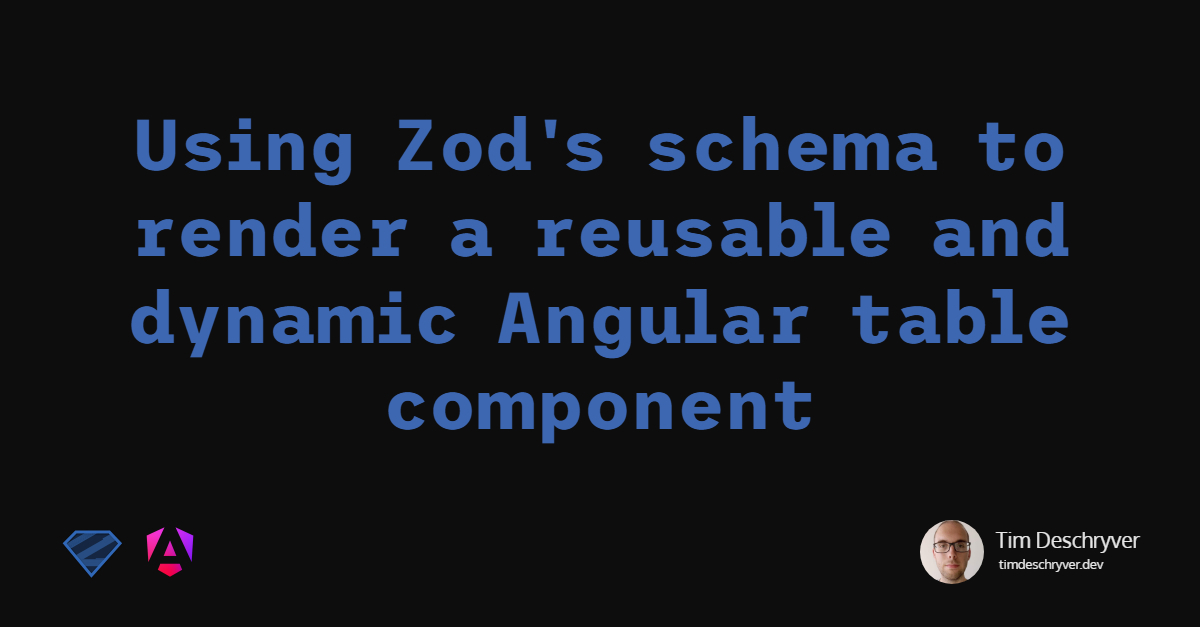 Using Zod's schema to
render a reusable and
dynamic Angular table
component
Tim Deschryver
timdeschryver.dev